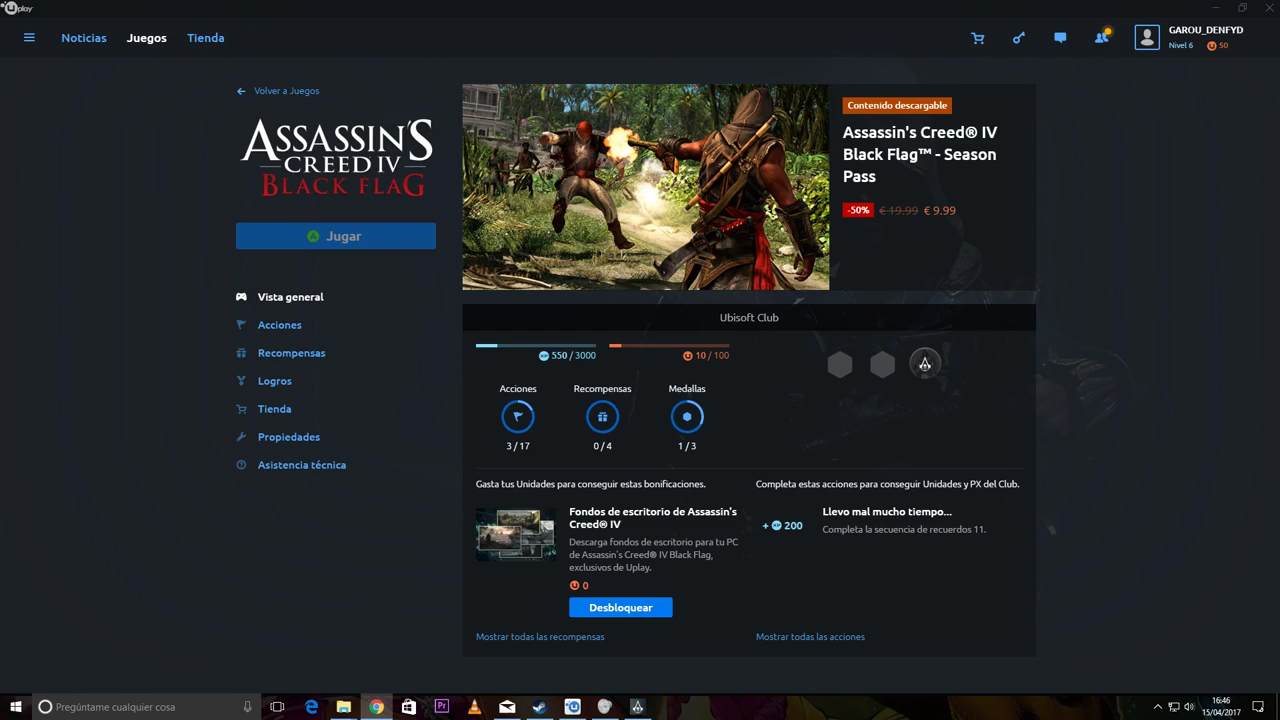 uplay
Noticias
Juegos
Tienda
GAROU_DENFYD
Nivel 6
50
Volver a Juegos
ASSASSIN'S
CREED IV
BLACK FLAG
A Jugar
Vista general
Acciones
Recompensas
Logros
Tienda
Propiedades
Asistencia técnica
Contenido descargable
Assassin's Creed® IV
Black Flag™ - Season
Pass
-50% € 19.99 € 9.99
Ubisoft Club
550 / 3000
10 / 100
Acciones
Recompensas
Medallas
3 / 17
0 / 4
1 / 3
Gasta tus Unidades para conseguir estas bonificaciones.
Fondos de escritorio de Assassin's
Creed® IV
Descarga fondos de escritorio para tu PC
de Assassin's Creed® IV Black Flag,
exclusivos de Uplay.
0
Desbloquear
Mostrar todas las recompensas
Completa estas acciones para conseguir Unidades y PX del Club.
+ 200
Llevo mal mucho tiempo...
Completa la secuencia de recuerdos 11.
Mostrar todas las acciones
Pregúntame cualquier cosa
Pr
16:46
15/04/2017